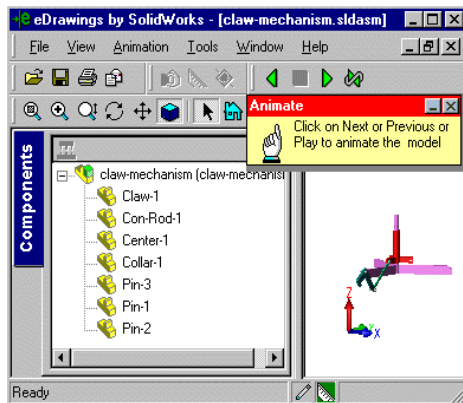 eDrawings by SolidWorks - [claw-mechanism.sldasm]
File View Animation Tools Window Help
Animate
Click on Next or Previous or
Play to animate the model
Components
claw-mechanism (claw-mechanis
Claw-1
Con-Rod-1
Center-1
Collar-1
Pin-3
Pin-1
Pin-2
Z
Y
X
Ready